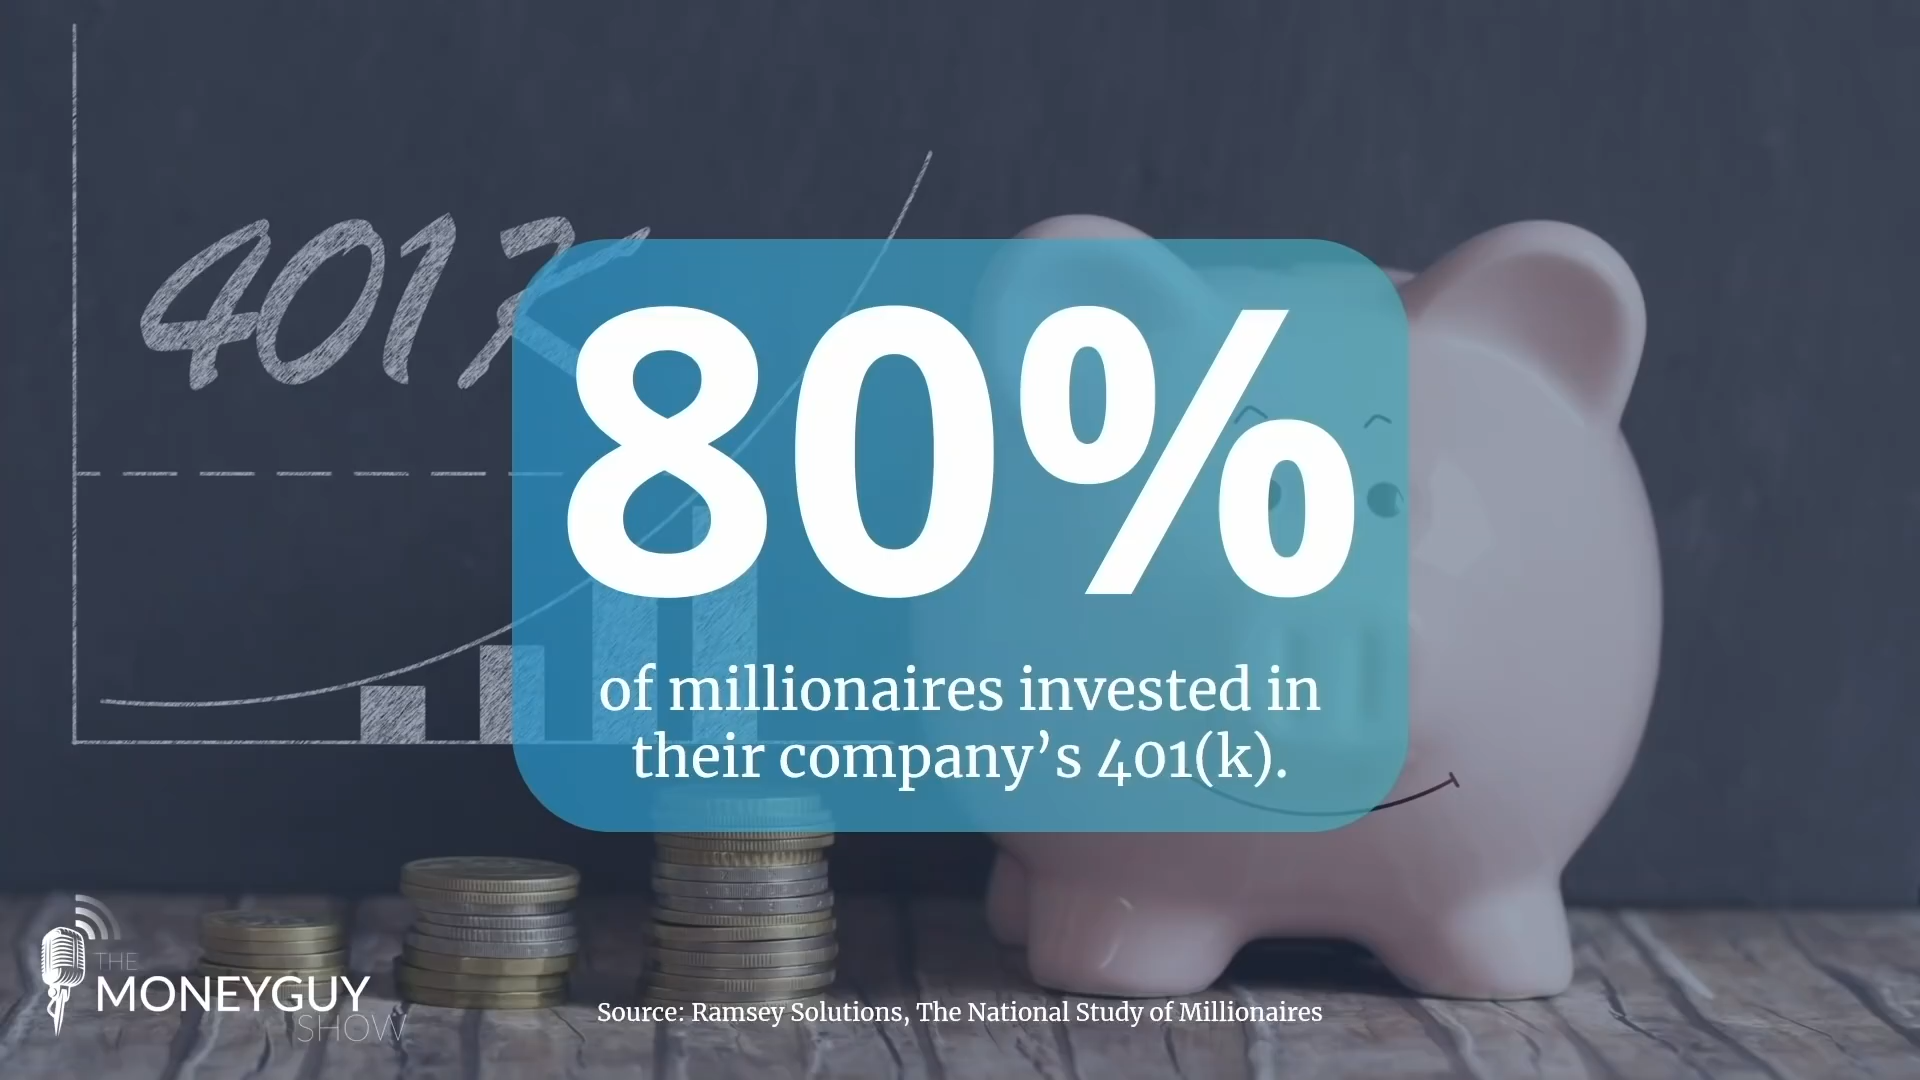 401K
80%
of millionaires invested in
their company’s 401(k).
THE
MONEYGUY
SHOW
Source: Ramsey Solutions, The National Study of Millionaires